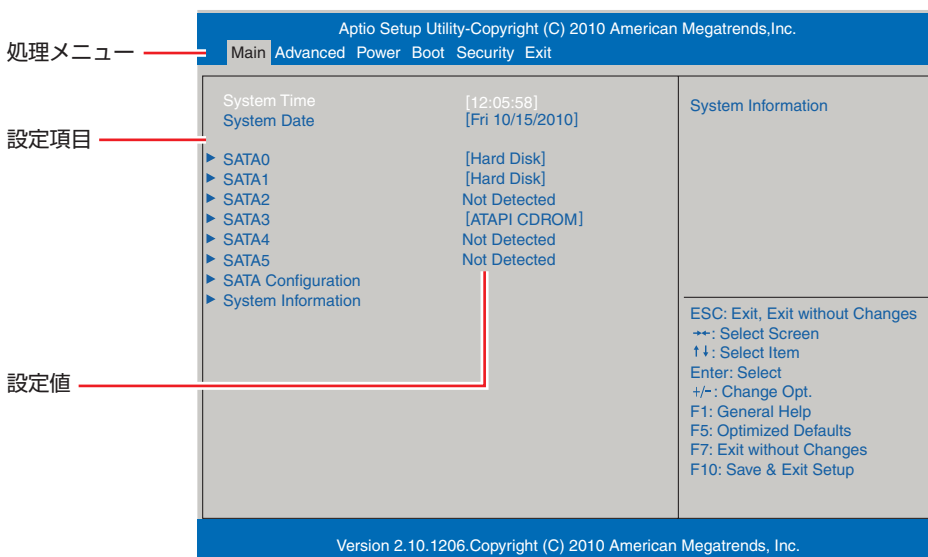 Aptio Setup Utility-Copyright (C) 2010 American Megatrends,Inc.
処理メニュー
Main Advanced Power Boot Security Exit
System Time [12:05:58]
System Date [Fri 10/15/2010]
System Information
設定項目
▶ SATA0 [Hard Disk]
▶ SATA1 [Hard Disk]
▶ SATA2 Not Detected
▶ SATA3 [ATAPI CDROM]
▶ SATA4 Not Detected
▶ SATA5 Not Detected
▶ SATA Configuration
▶ System Information
設定値
ESC: Exit, Exit without Changes
→←: Select Screen
↑↓: Select Item
Enter: Select
+/-: Change Opt.
F1: General Help
F5: Optimized Defaults
F7: Exit without Changes
F10: Save & Exit Setup
Version 2.10.1206.Copyright (C) 2010 American Megatrends, Inc.